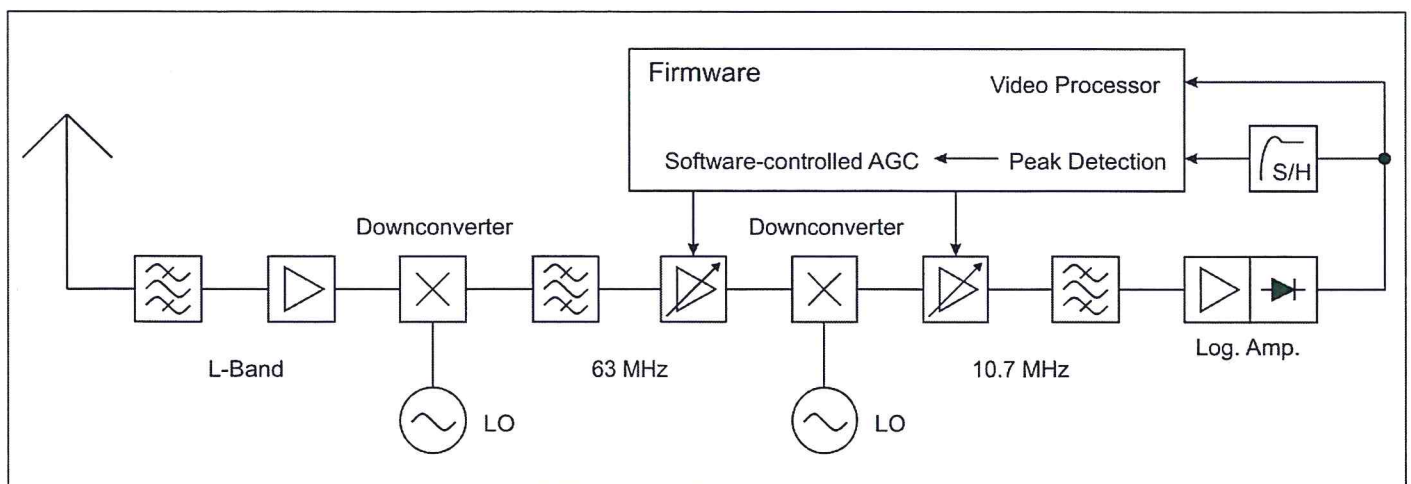 Firmware
Video Processor
Software-controlled AGC
Peak Detection
S/H
Downconverter
Downconverter
Log. Amp.
L-Band
63 MHz
10.7 MHz
LO
LO